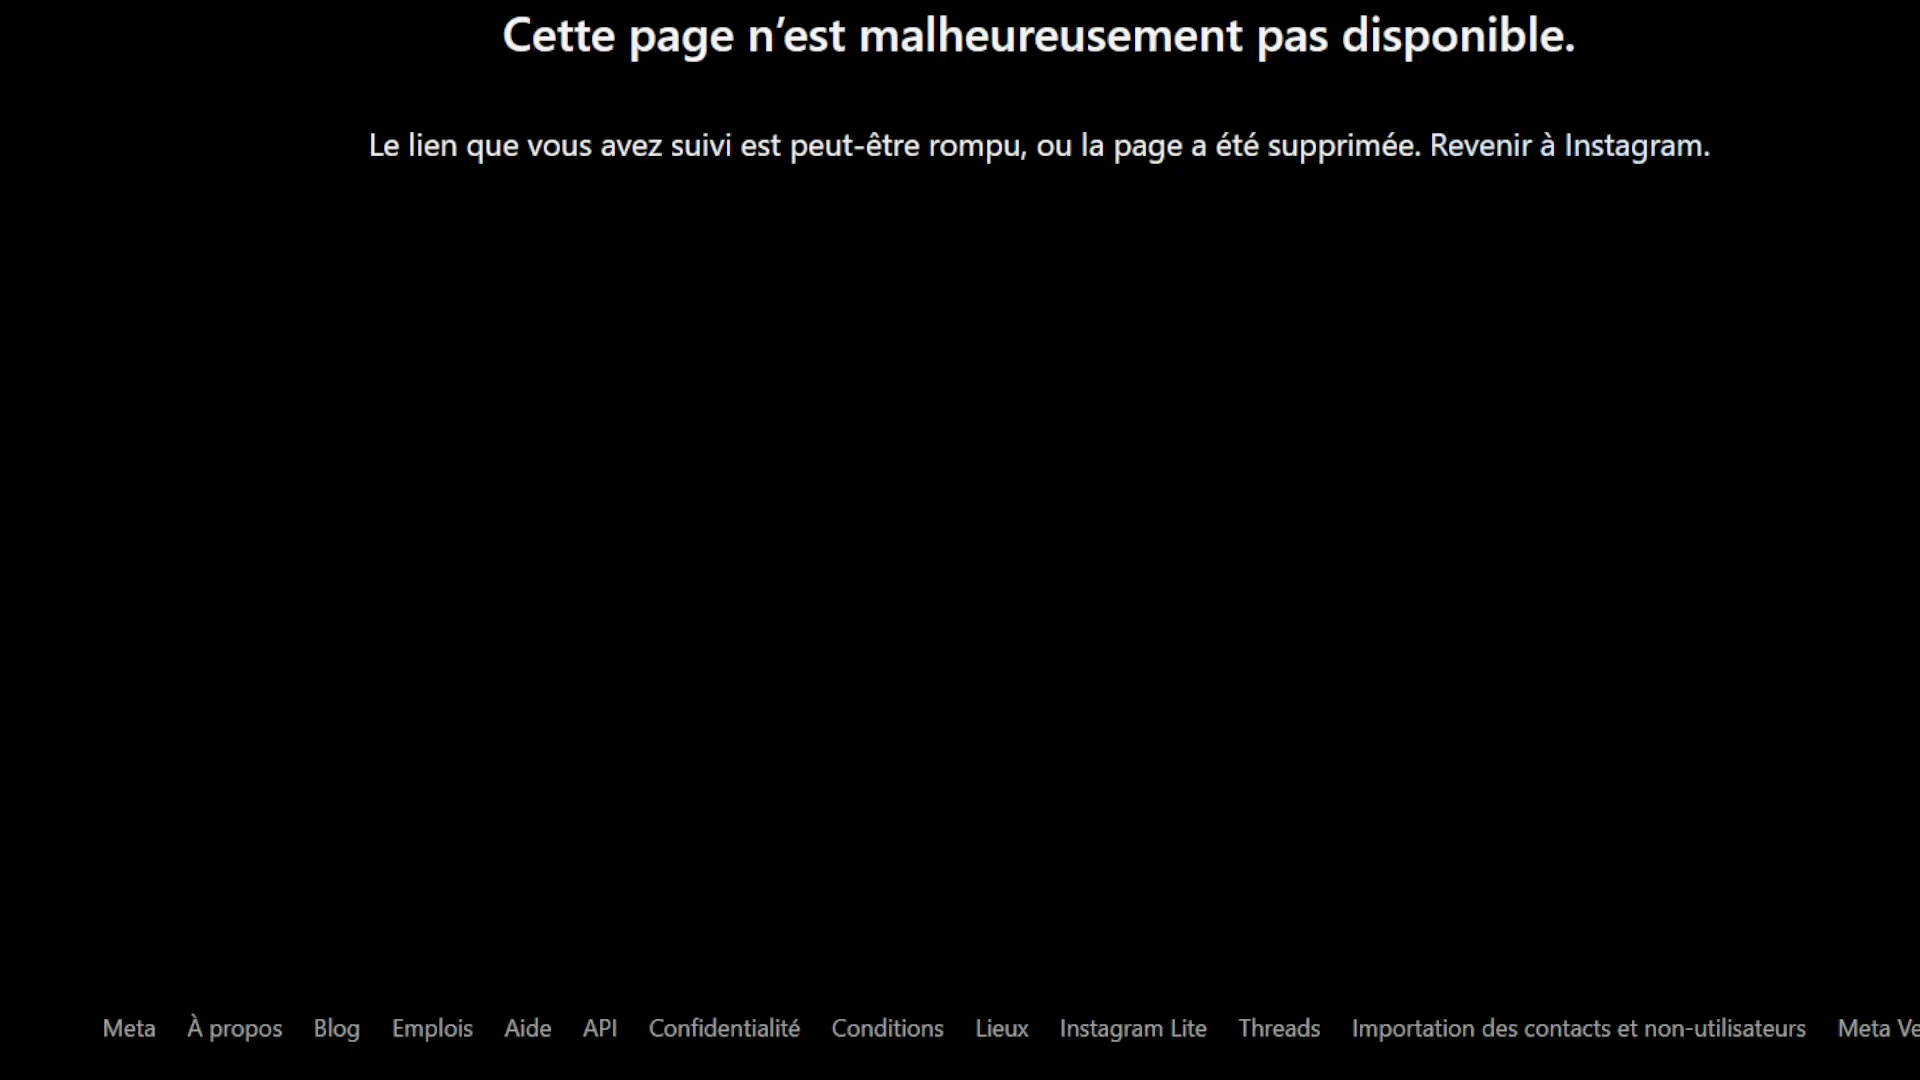 Cette page n’est malheureusement pas disponible.
Le lien que vous avez suivi est peut-être rompu, ou la page a été supprimée. Revenir à Instagram.
Meta À propos Blog Emplois Aide API Confidentialité Conditions Lieux Instagram Lite Threads Importation des contacts et non-utilisateurs Meta Ve